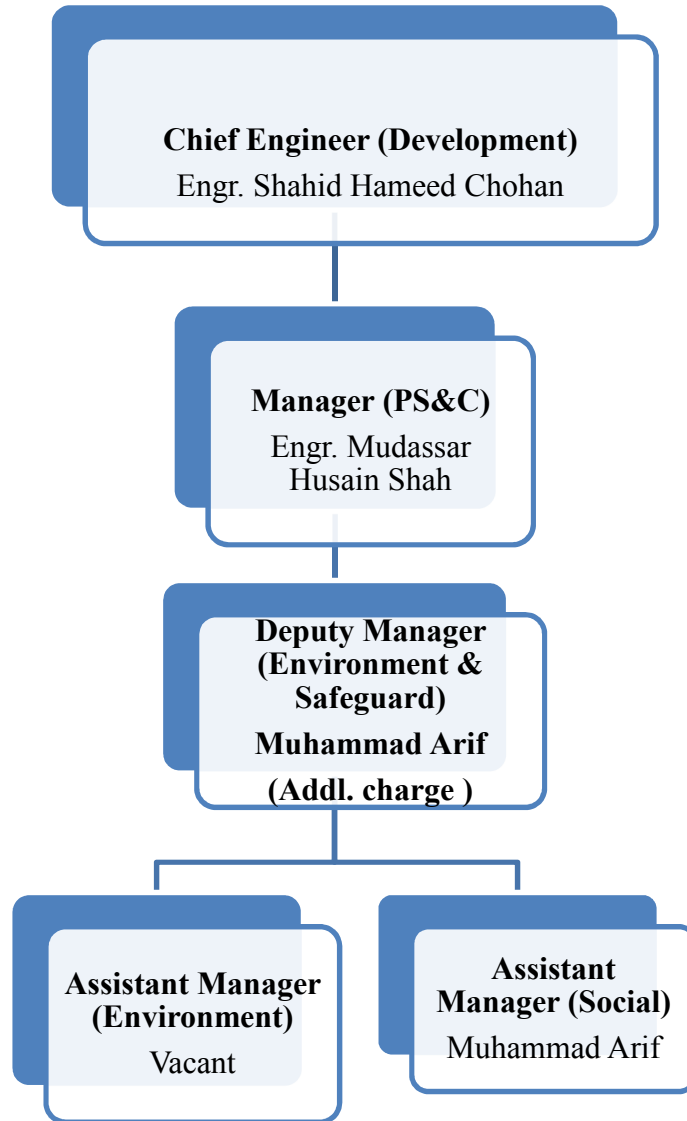 Chief Engineer (Development)
Engr. Shahid Hameed Chohan
Manager (PS&C)
Engr. Mudassar
Husain Shah
Deputy Manager
(Environment &
Safeguard)
Muhammad Arif
(Addl. charge )
Assistant Manager
(Environment)
Vacant
Assistant
Manager (Social)
Muhammad Arif